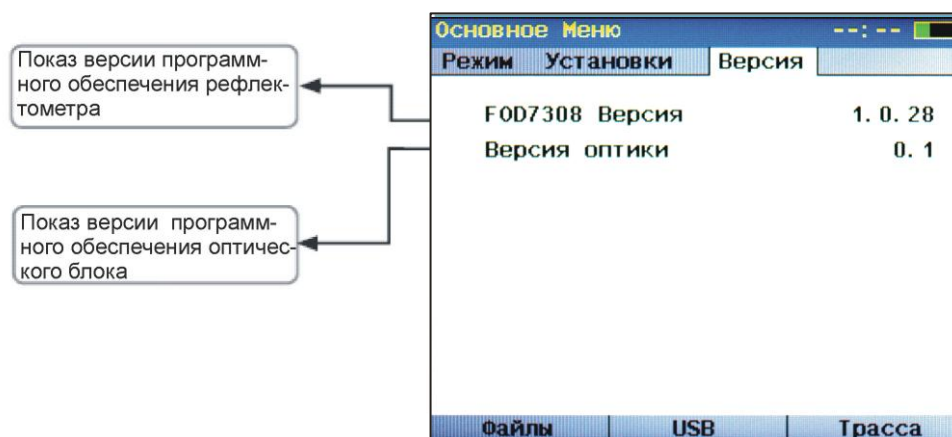 Показ версии программ-
ного обеспечения рефлек-
тометра
Показ версии программ-
ного обеспечения оптичес-
кого блока
Основное Меню --:--
Режим Установки Версия
FOD7308 Версия 1.0.28
Версия оптики 0.1
Файлы USB Трасса